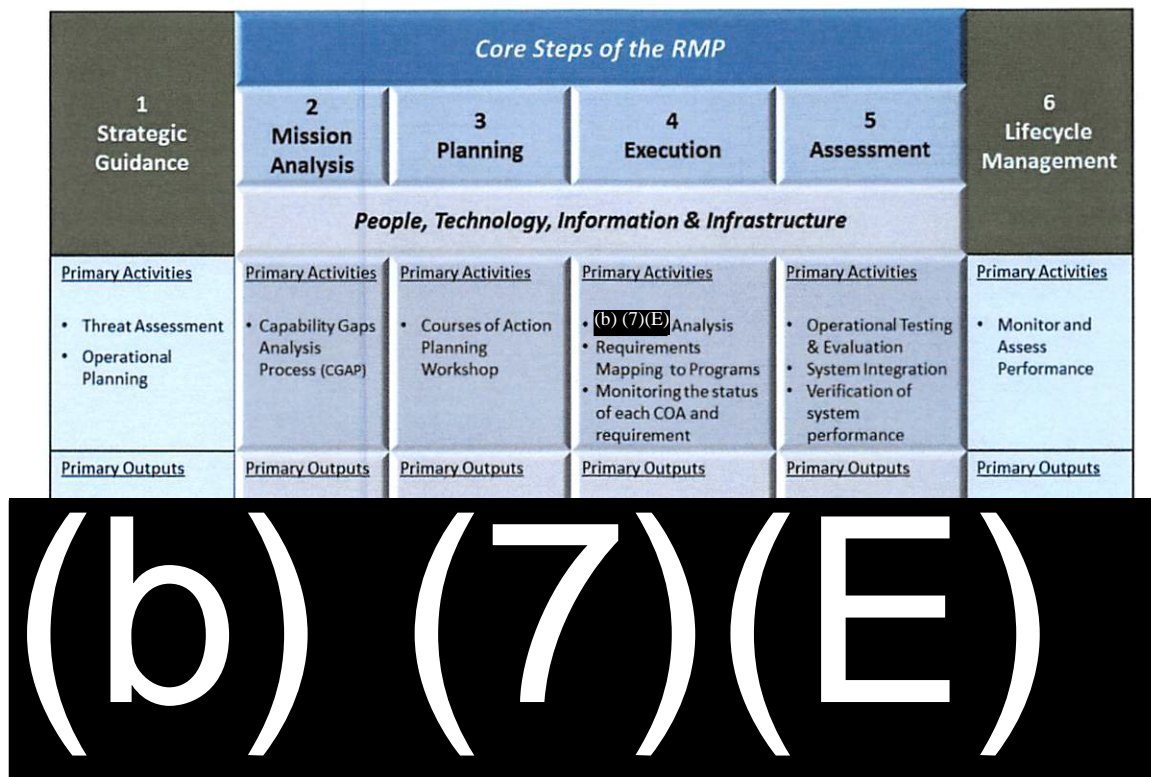 Core Steps of the RMP
1
Strategic
Guidance
2
Mission
Analysis
3
Planning
4
Execution
5
Assessment
6
Lifecycle
Management
People, Technology, Information & Infrastructure
Primary Activities
• Threat Assessment
• Operational
Planning
Primary Activities
• Capability Gaps
Analysis
Process (CGAP)
Primary Activities
• Courses of Action
Planning
Workshop
Primary Activities
• (b) (7)(E) Analysis
• Requirements
Mapping to Programs
• Monitoring the status
of each COA and
requirement
Primary Activities
• Operational Testing
& Evaluation
• System Integration
• Verification of
system
performance
Primary Activities
• Monitor and
Assess
Performance
Primary Outputs
Primary Outputs
Primary Outputs
Primary Outputs
Primary Outputs
Primary Outputs
(b) (7)(E)